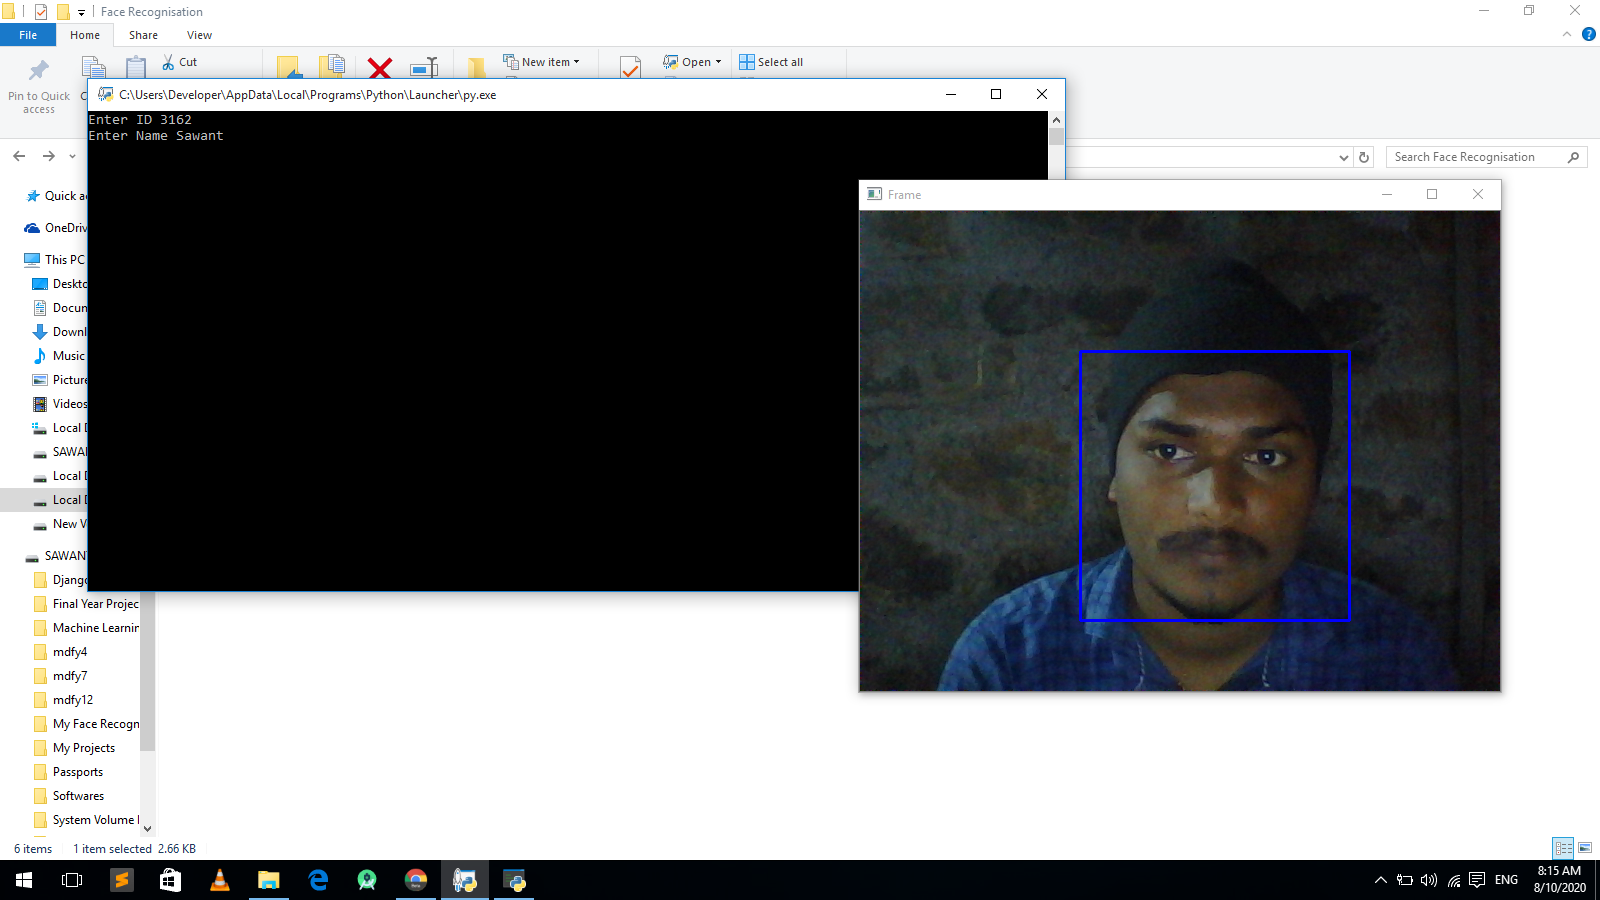 Face Recognisation
File Home Share View
Pin to Quick access
Cut
New item
Open
Select all
C:\Users\Developer\AppData\Local\Programs\Python\Launcher\py.exe
Enter ID 3162
Enter Name Sawant
Search Face Recognisation
Frame
Quick a
OneDriv
This PC
Deskto
Docun
Downl
Music
Picture
Videos
Local D
SAWA
Local D
Local D
New V
SAWAN
Django
Final Year Projec
Machine Learnin
mdfy4
mdfy7
mdfy12
My Face Recogn
My Projects
Passports
Softwares
System Volume
6 items 1 item selected 2.66 KB
ENG
8:15 AM
8/10/2020